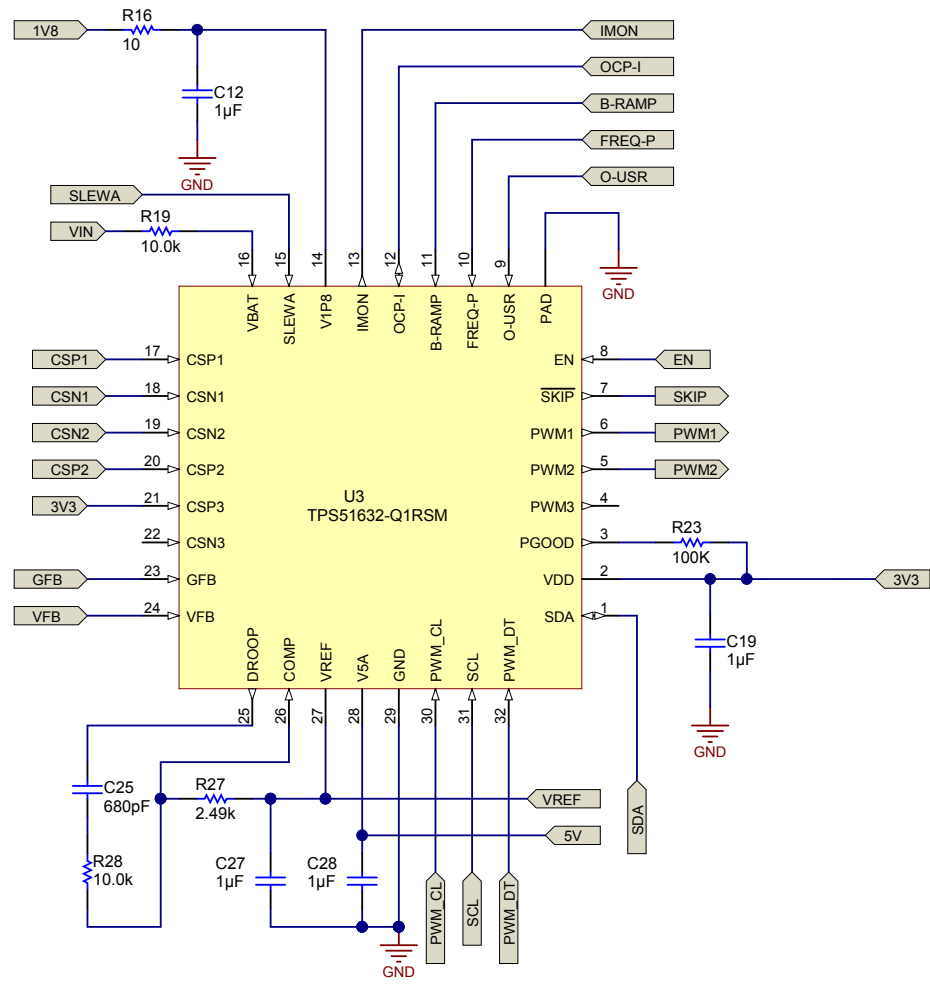 1V8
R16
10
IMON
OCP-I
C12
1µF
B-RAMP
FREQ-P
GND
O-USR
SLEWA
VIN
R19
10.0k
16
15
14
13
12
11
10
9
GND
VBAT
SLEWA
V1P8
IMON
OCP-I
B-RAMP
FREQ-P
O-USR
PAD
CSP1
17
CSP1
EN
8
EN
CSN1
18
CSN1
SKIP
7
SKIP
CSN2
19
CSN2
PWM1
6
PWM1
CSP2
20
CSP2
PWM2
5
PWM2
3V3
21
CSP3
PWM3
4
U3
TPS51632-Q1RSM
22
CSN3
PGOOD
3
R23
100K
GFB
23
GFB
VDD
2
3V3
VFB
24
VFB
SDA
1
C19
1µF
GND
DROOP
COMP
VREF
V5A
GND
PWM_CL
SCL
PWM_DT
25
26
27
28
29
30
31
32
C25
680pF
R27
2.49k
VREF
5V
SDA
R28
10.0k
C27
1µF
C28
1µF
PWM_CL
SCL
PWM_DT
GND